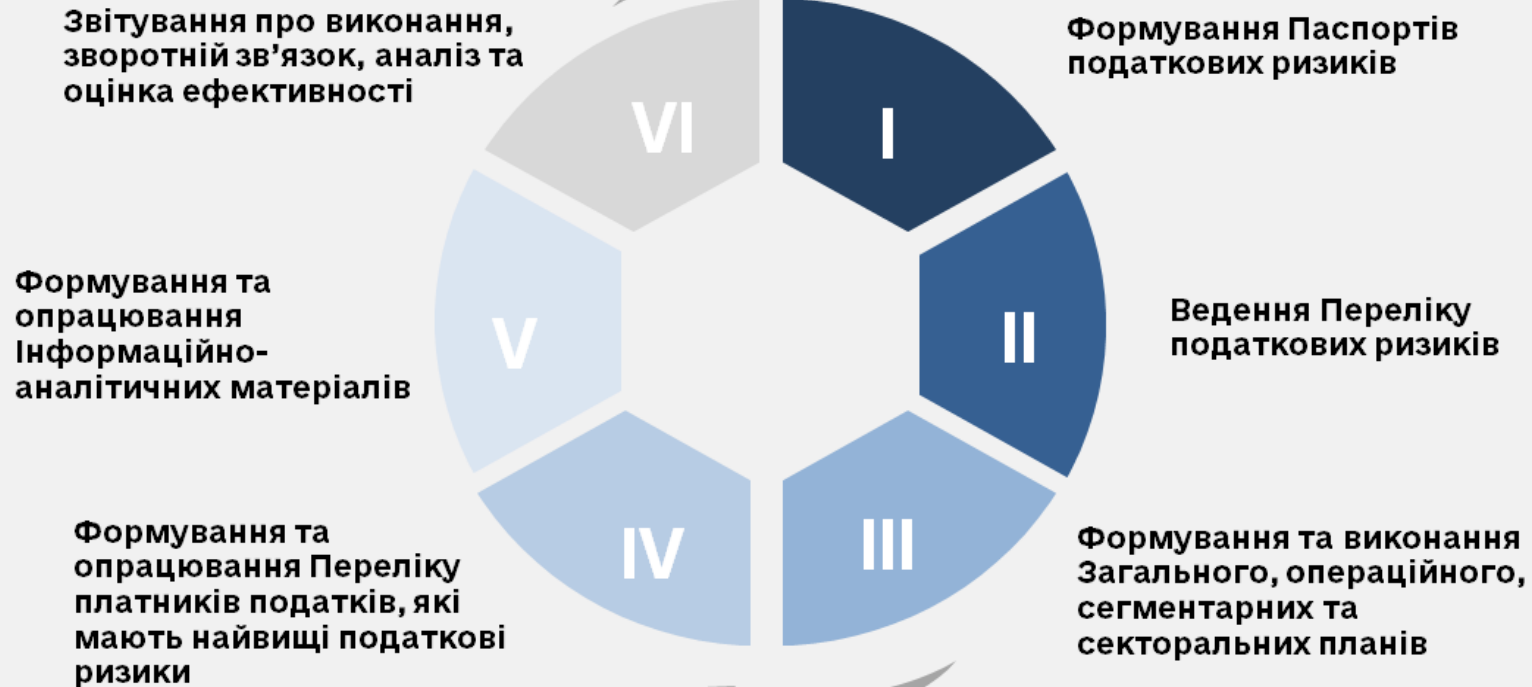 Звітування про виконання,
зворотній зв’язок, аналіз та
оцінка ефективності
VI
I
Формування Паспортів
податкових ризиків
Формування та
опрацювання
Інформаційно-
аналітичних матеріалів
V
II
Ведення Переліку
податкових ризиків
Формування та
опрацювання Переліку
платників податків, які
мають найвищі податкові
ризики
IV
III
Формування та виконання
Загального, операційного,
сегментарних та
секторальних планів